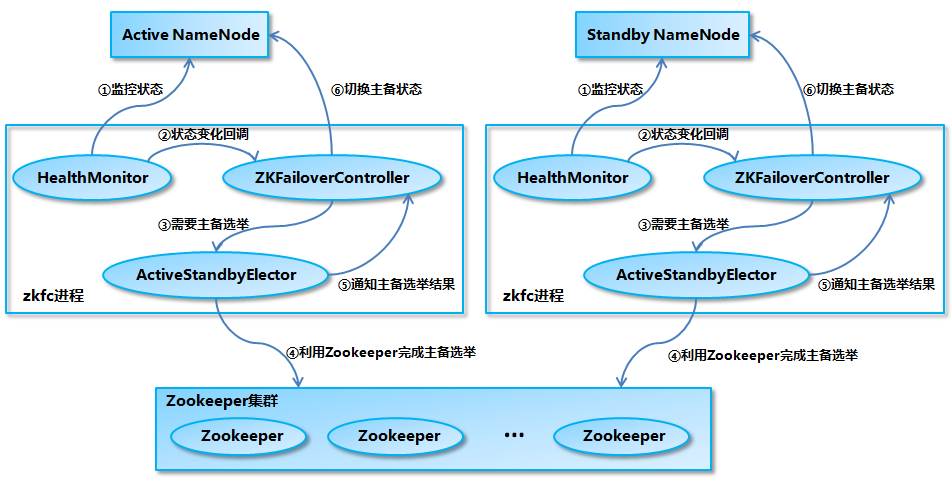 Active NameNode
Standby NameNode
①监控状态
⑥切换主备状态
①监控状态
⑥切换主备状态
②状态变化回调
②状态变化回调
HealthMonitor
ZKFailoverController
HealthMonitor
ZKFailoverController
③需要主备选举
③需要主备选举
ActiveStandbyElector
ActiveStandbyElector
⑤通知主备选举结果
⑤通知主备选举结果
zkfc进程
zkfc进程
④利用Zookeeper完成主备选举
④利用Zookeeper完成主备选举
Zookeeper集群
Zookeeper
Zookeeper
...
Zookeeper